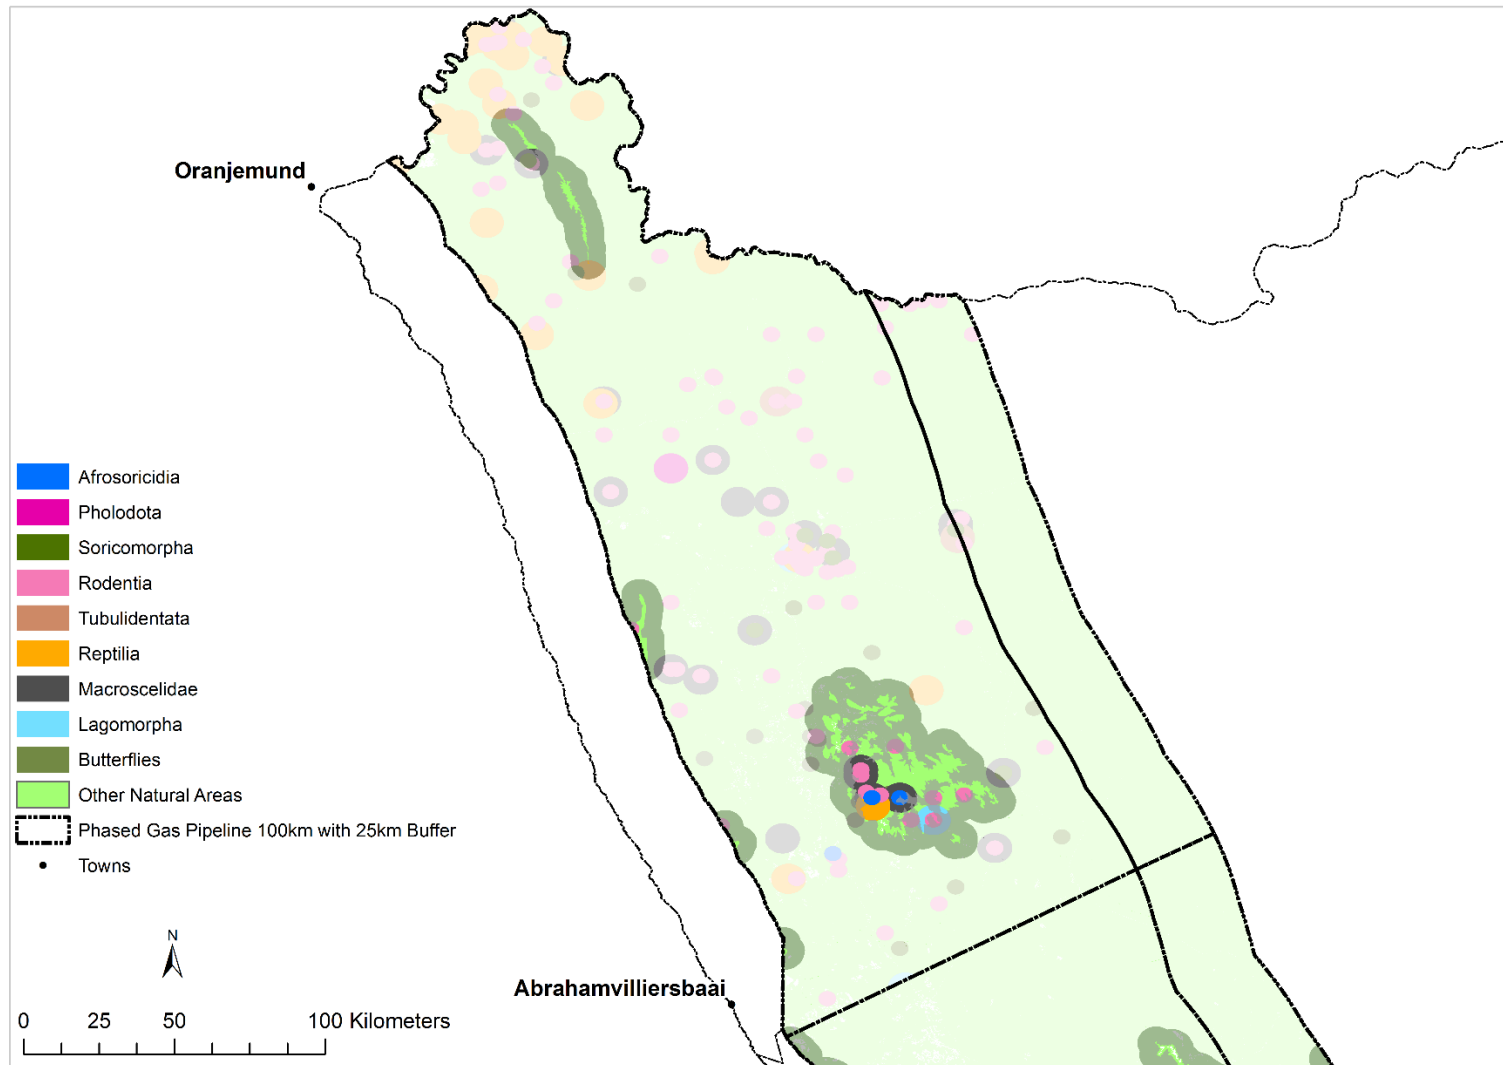 Oranjemund
Afrosoricidia
Pholodota
Soricomorpha
Rodentia
Tubulidentata
Reptilia
Macroscelidae
Lagomorpha
Butterflies
Other Natural Areas
Phased Gas Pipeline 100km with 25km Buffer
Towns
N
Abrahamvilliersbaai
0 25 50 100 Kilometers